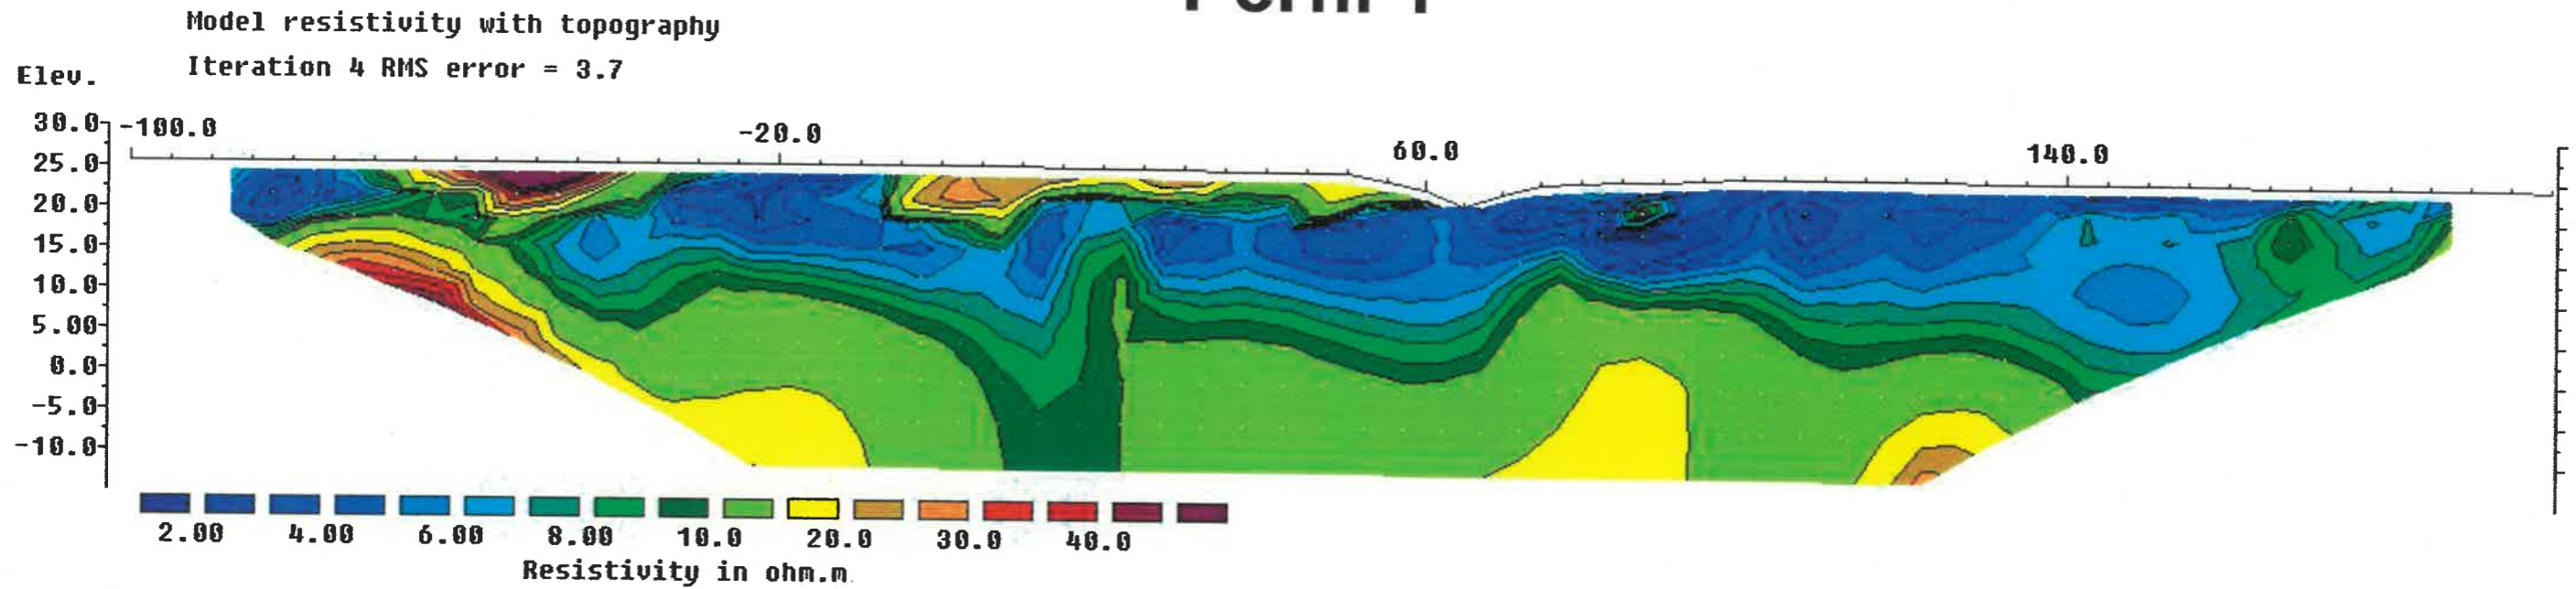 Model resistivity with topography
Iteration 4 RMS error = 3.7
Elev.
30.0
-100.0
-20.0
60.0
140.0
25.0
20.0
15.0
10.0
5.00
0.0
-5.0
-10.0
2.00 4.00 6.00 8.00 10.0 20.0 30.0 40.0
Resistivity in ohm.m